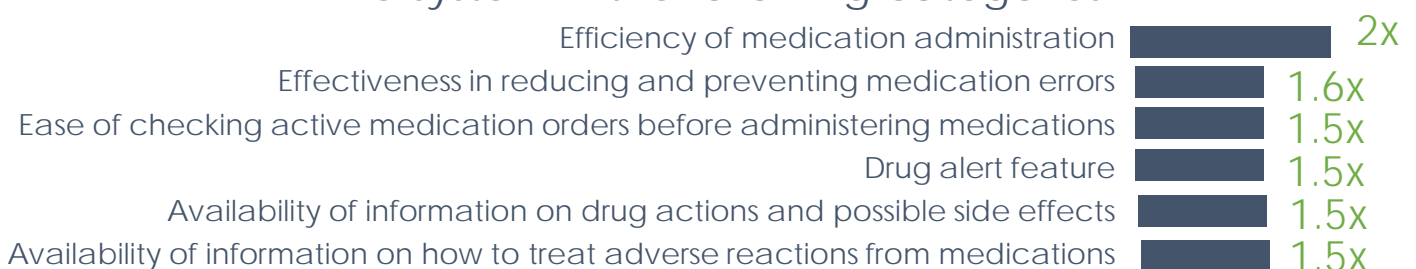 Efficiency of medication administration 2x
Effectiveness in reducing and preventing medication errors 1.6x
Ease of checking active medication orders before administering medications 1.5x
Drug alert feature 1.5x
Availability of information on drug actions and possible side effects 1.5x
Availability of information on how to treat adverse reactions from medications 1.5x